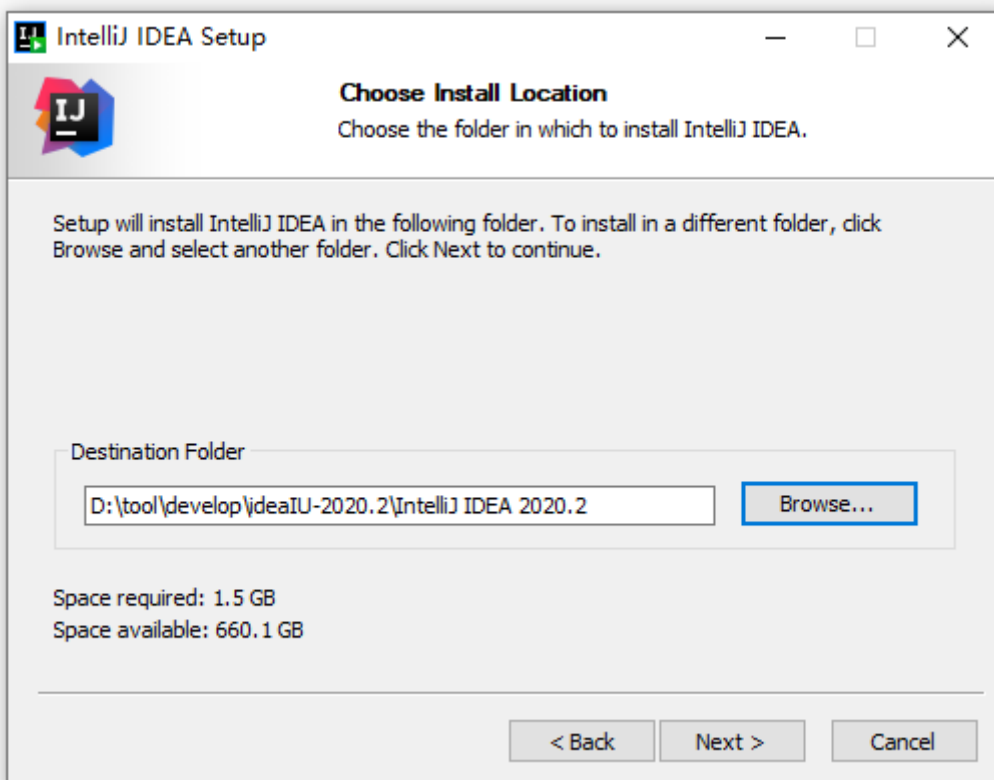 IntelliJ IDEA Setup
IJ
Choose Install Location
Choose the folder in which to install IntelliJ IDEA.
Setup will install IntelliJ IDEA in the following folder. To install in a different folder, click
Browse and select another folder. Click Next to continue.
Destination Folder
D:\tool\develop\ideaIU-2020.2\IntelliJ IDEA 2020.2
Browse...
Space required: 1.5 GB
Space available: 660.1 GB
< Back
Next >
Cancel